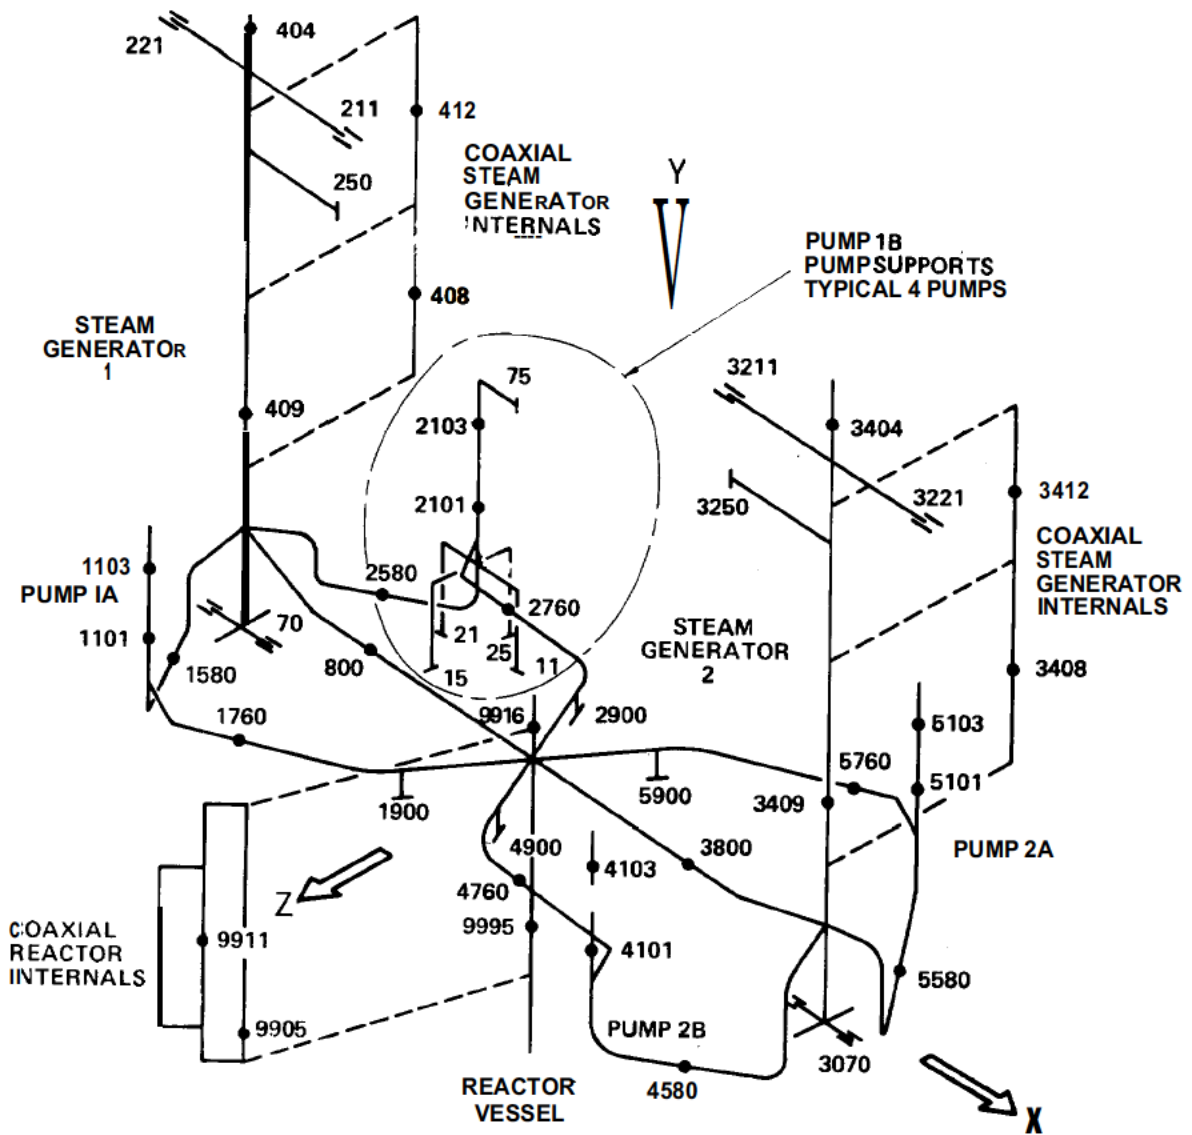 404
221
211
412
COAXIAL
STEAM
GENERATOR
INTERNALS
250
Y
PUMP 1B
PUMP SUPPORTS
TYPICAL 4 PUMPS
408
STEAM
GENERATOR
1
409
75
2103
3211
3404
2101
3250
3221
3412
COAXIAL
STEAM
GENERATOR
INTERNALS
1103
PUMP IA
1101
70
2580
2760
21
25
15
11
STEAM
GENERATOR
2
3408
1580
800
1760
9916
2900
5103
5760
5101
1900
5900
3409
4900
3800
PUMP 2A
4103
4760
Z
9995
4101
COAXIAL
REACTOR
INTERNALS
9911
5580
9905
PUMP 2B
3070
4580
REACTOR
VESSEL
X